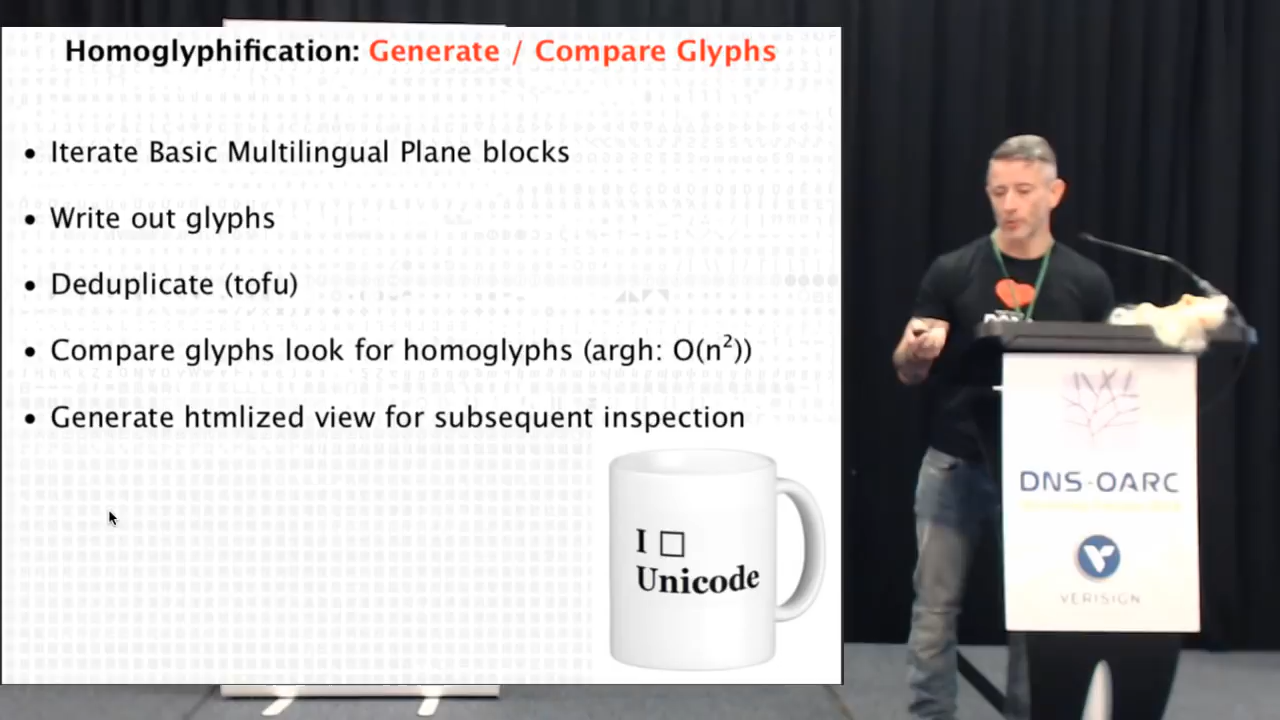 Homoglyphification: Generate / Compare Glyphs
• Iterate Basic Multilingual Plane blocks
• Write out glyphs
• Deduplicate (tofu)
• Compare glyphs look for homoglyphs (argh: O(n²))
• Generate htmlized view for subsequent inspection
I □
Unicode
DNS-OARC
VERISIGN